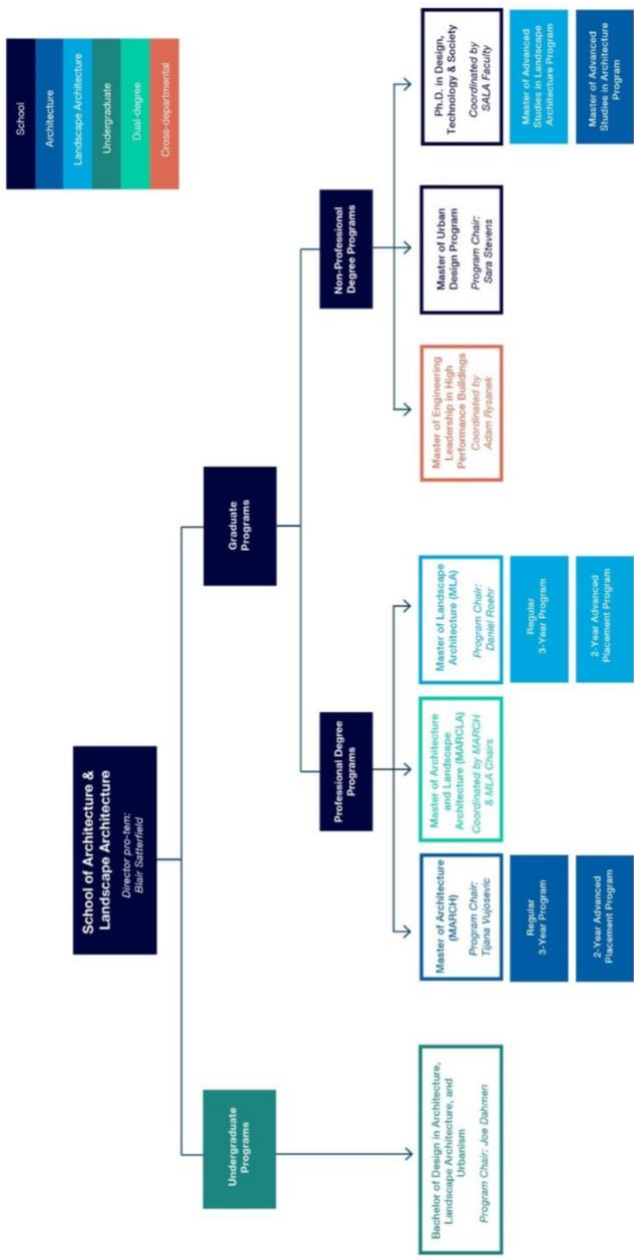 School of Architecture &
Landscape Architecture
Director pro-tem:
Blair Satterfield
School
Architecture
Landscape Architecture
Undergraduate
Dual-degree
Cross-departmental
Undergraduate
Programs
Graduate
Programs
Professional Degree
Programs
Non-Professional
Degree Programs
Bachelor of Design in Architecture,
Landscape Architecture, and
Urbanism
Program Chair: Joe Dahmen
Master of Architecture
(MARCH)
Program Chair:
Tijana Vujosevic
Regular
3-Year Program
2-Year Advanced
Placement Program
Master of Architecture
and Landscape
Architecture (MARCLA)
Coordinated by MARCH
& MLA Chairs
Master of Landscape
Architecture (MLA)
Program Chair:
Daniel Roehr
Regular
3-Year Program
2-Year Advanced
Placement Program
Master of Engineering
Leadership in High
Performance Buildings
Coordinated by
Adam Rysanek
Master of Urban
Design Program
Program Chair:
Sara Stevens
Ph.D. in Design,
Technology & Society
Coordinated by
SALA Faculty
Master of Advanced
Studies in Landscape
Architecture Program
Master of Advanced
Studies in Architecture
Program